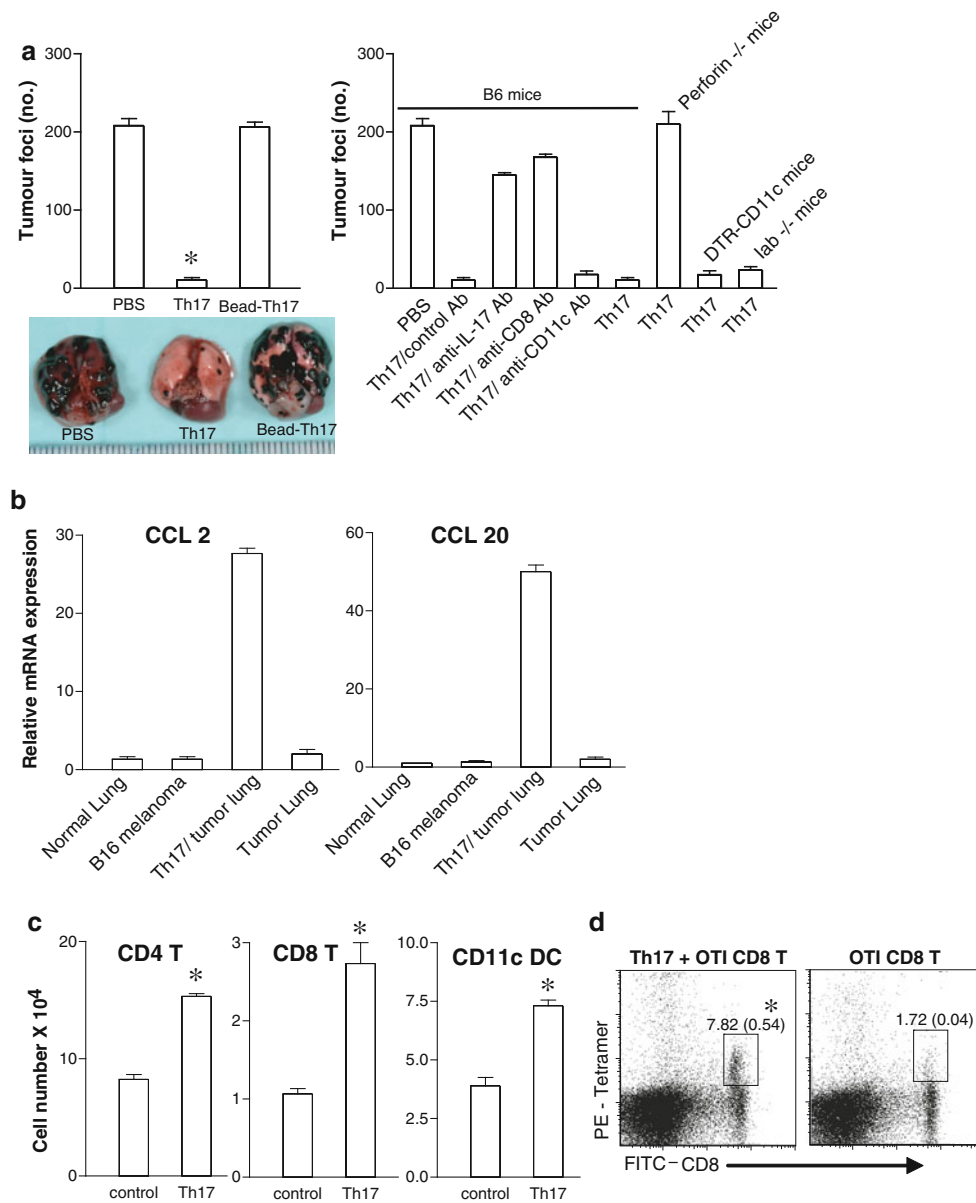 a
Tumour foci (no.)
300
200
100
0
*
PBS
Th17
Bead-Th17
PBS
Th17
Bead-Th17
Tumour foci (no.)
300
200
100
0
B6 mice
Perforin -/- mice
DTR-CD11c mice
Iab -/- mice
PBS
Th17/control Ab
Th17/ anti-IL-17 Ab
Th17/ anti-CD8 Ab
Th17/ anti-CD11c Ab
Th17
Th17
Th17
Th17
b
Relative mRNA expression
CCL 2
30
20
10
0
Normal Lung
B16 melanoma
Th17/ tumor lung
Tumor Lung
CCL 20
60
40
20
0
Normal Lung
B16 melanoma
Th17/ tumor lung
Tumor Lung
c
Cell number X 10⁴
CD4 T
20
10
0
*
control
Th17
CD8 T
3
2
1
0
*
control
Th17
CD11c DC
10.0
7.5
5.0
2.5
0.0
*
control
Th17
d
Th17 + OTI CD8 T
OTI CD8 T
*
7.82 (0.54)
1.72 (0.04)
PE - Tetramer
FITC-CD8